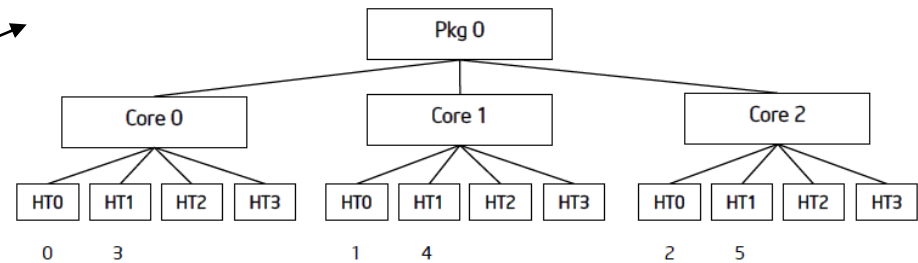 Pkg 0
Core 0 Core 1 Core 2
HT0 HT1 HT2 HT3 HT0 HT1 HT2 HT3 HT0 HT1 HT2 HT3
0 3 1 4 2 5